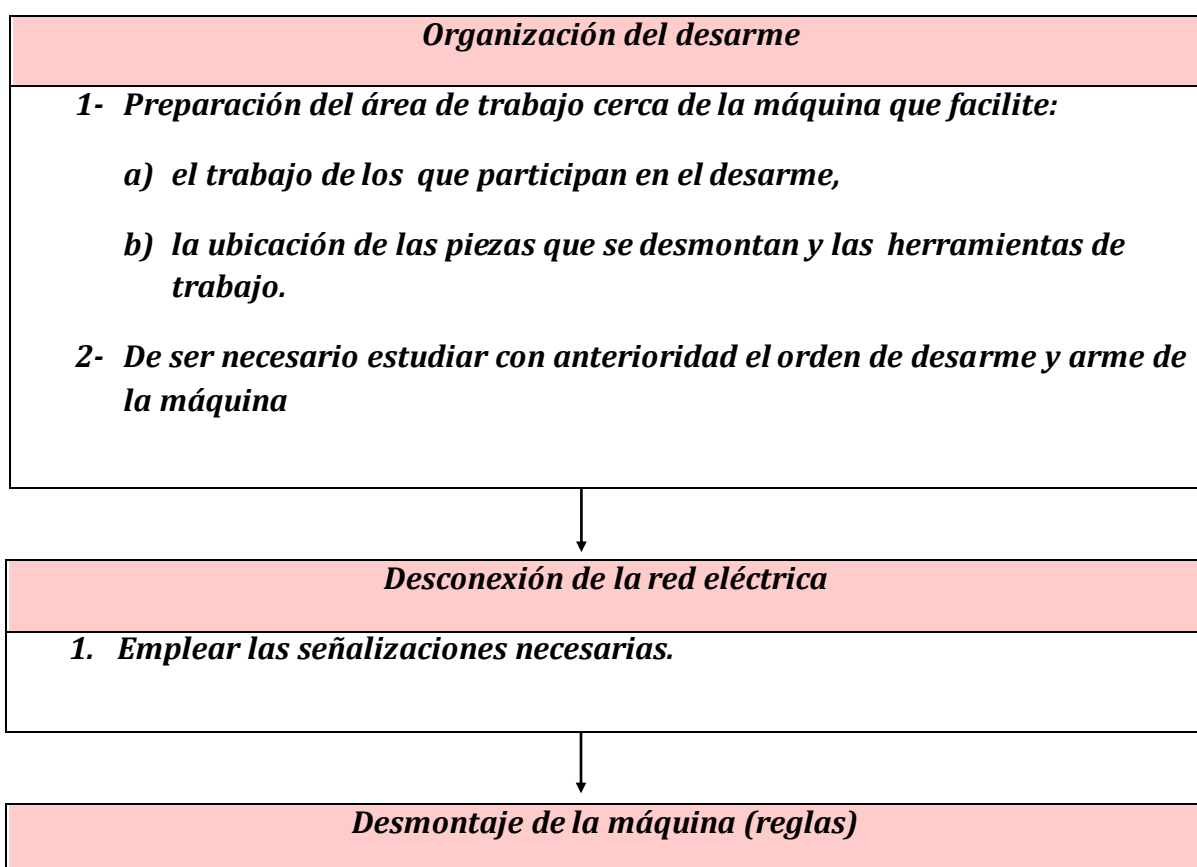 Organización del desarme
1- Preparación del área de trabajo cerca de la máquina que facilite:
a) el trabajo de los que participan en el desarme,
b) la ubicación de las piezas que se desmontan y las herramientas de
trabajo.
2- De ser necesario estudiar con anterioridad el orden de desarme y arme de
la máquina
Desconexión de la red eléctrica
1. Emplear las señalizaciones necesarias.
Desmontaje de la máquina (reglas)